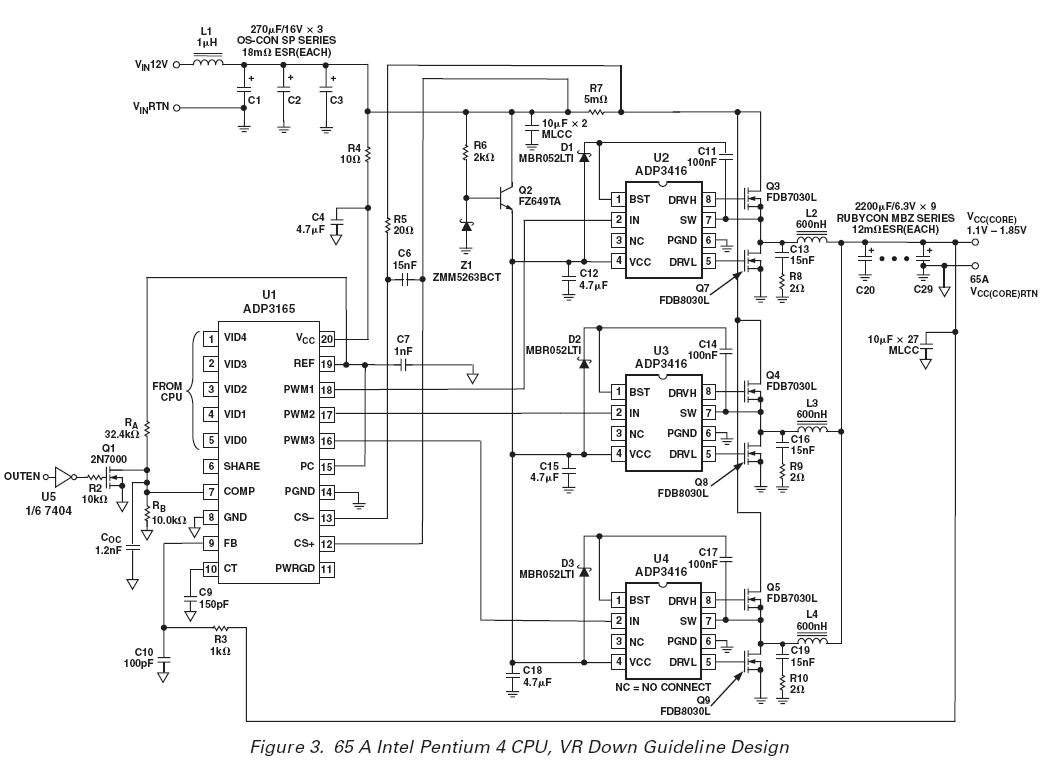 L1
1μH
270μF/16V × 3
OS-CON SP SERIES
18mΩ ESR(EACH)
VIN12V
VINRTN
C1
C2
C3
+
+
+
R7
5mΩ
10μF × 2
MLCC
R4
10Ω
R6
2kΩ
Q2
FZ649TA
Z1
ZMM5263BCT
C4
4.7μF
R5
20Ω
C6
15nF
C7
1nF
D1
MBR052LTI
U2
ADP3416
C11
100nF
1 BST
2 IN
3 NC
4 VCC
DRVH 8
SW 7
PGND 6
DRVL 5
Q3
FDB7030L
Q7
FDB8030L
C12
4.7μF
L2
600nH
C13
15nF
R8
2Ω
2200μF/6.3V × 9
RUBYCON MBZ SERIES
12mΩESR(EACH)
+
+
C20
C29
VCC(CORE)
1.1V – 1.85V
65A
VCC(CORE)RTN
10μF × 27
MLCC
U1
ADP3165
1 VID4
2 VID3
3 VID2
4 VID1
5 VID0
6 SHARE
7 COMP
8 GND
9 FB
10 CT
VCC 20
REF 19
PWM1 18
PWM2 17
PWM3 16
PC 15
PGND 14
CS– 13
CS+ 12
PWRGD 11
FROM
CPU
RA
32.4kΩ
Q1
2N7000
OUTEN
U5
1/6 7404
R2
10kΩ
RB
10.0kΩ
COC
1.2nF
C9
150pF
R3
1kΩ
C10
100pF
D2
MBR052LTI
U3
ADP3416
C14
100nF
1 BST
2 IN
3 NC
4 VCC
DRVH 8
SW 7
PGND 6
DRVL 5
Q4
FDB7030L
Q8
FDB8030L
C15
4.7μF
L3
600nH
C16
15nF
R9
2Ω
D3
MBR052LTI
U4
ADP3416
C17
100nF
1 BST
2 IN
3 NC
4 VCC
DRVH 8
SW 7
PGND 6
DRVL 5
Q5
FDB7030L
Q9
FDB8030L
C18
4.7μF
L4
600nH
C19
15nF
R10
2Ω
NC = NO CONNECT
Figure 3. 65 A Intel Pentium 4 CPU, VR Down Guideline Design